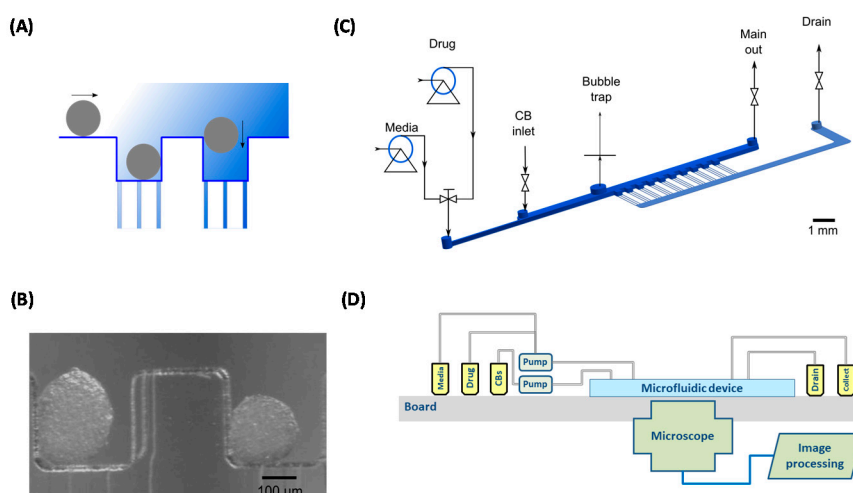 (A)
(C)
Drug
Media
CB
inlet
Bubble
trap
Main
out
Drain
1 mm
(B)
100 µm
(D)
Media
Drug
CBs
Pump
Pump
Microfluidic device
Drain
Collect
Board
Microscope
Image
processing